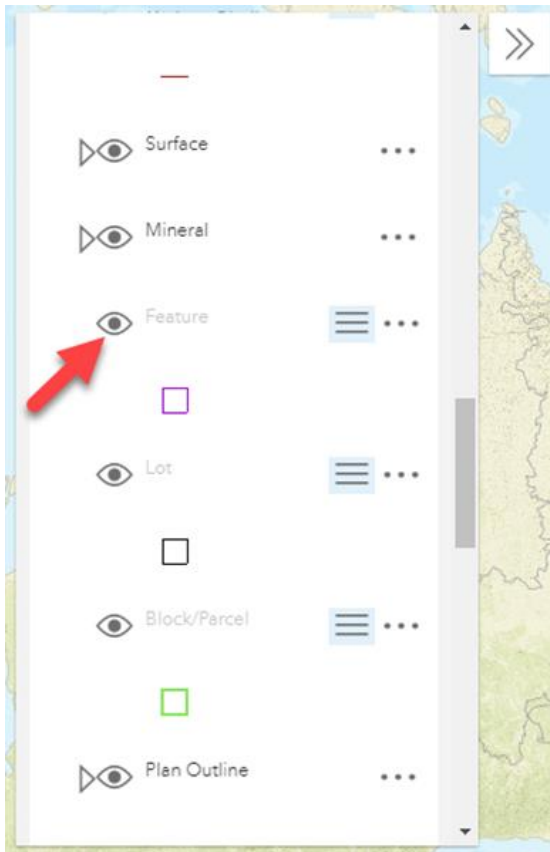 Surface
Mineral
Feature
Lot
Block/Parcel
Plan Outline